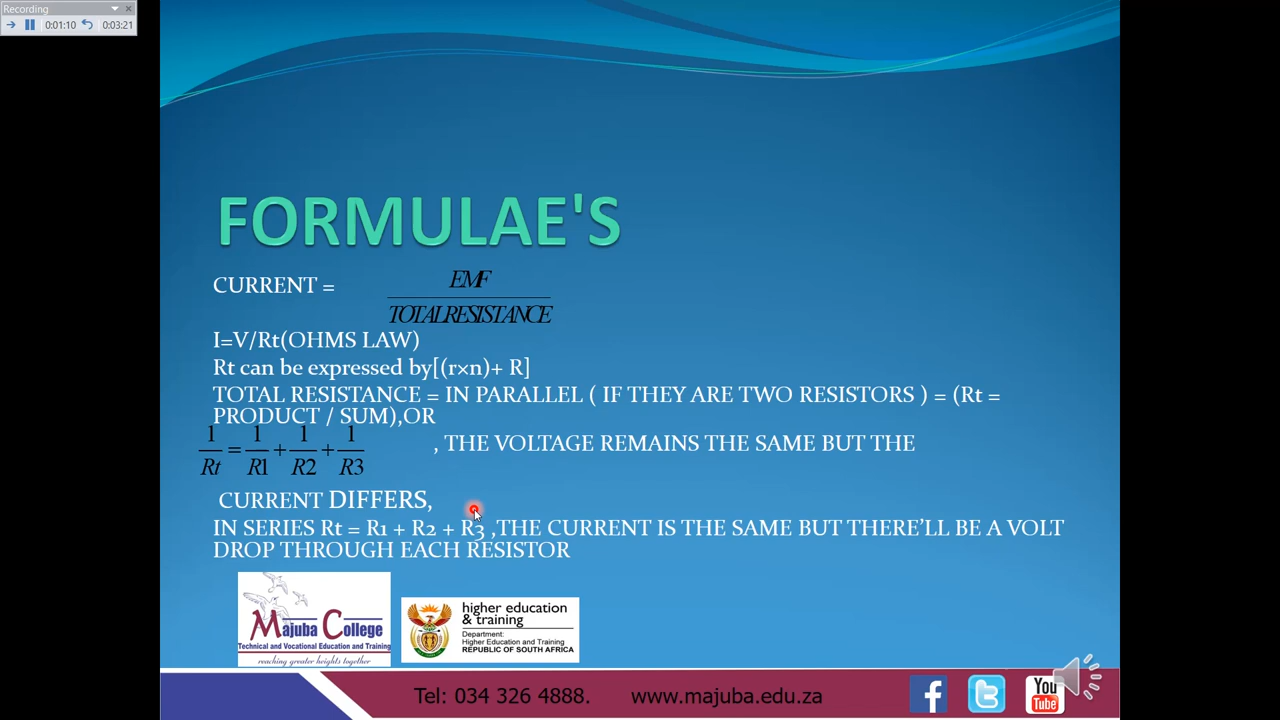 Recording
0:01:10 0:03:21
FORMULAE'S
CURRENT = EMF
TOTALRESISTANCE
I=V/Rt(OHMS LAW)
Rt can be expressed by[(r×n)+ R]
TOTAL RESISTANCE = IN PARALLEL ( IF THEY ARE TWO RESISTORS ) = (Rt =
PRODUCT / SUM),OR
1/Rt = 1/R1 + 1/R2 + 1/R3 , THE VOLTAGE REMAINS THE SAME BUT THE
CURRENT DIFFERS,
IN SERIES Rt = R1 + R2 + R3 ,THE CURRENT IS THE SAME BUT THERE'LL BE A VOLT
DROP THROUGH EACH RESISTOR
Majuba College
Technical and Vocational Education and Training
reaching greater heights together
higher education
& training
Department:
Higher Education and Training
REPUBLIC OF SOUTH AFRICA
Tel: 034 326 4888. www.majuba.edu.za
You
Tube